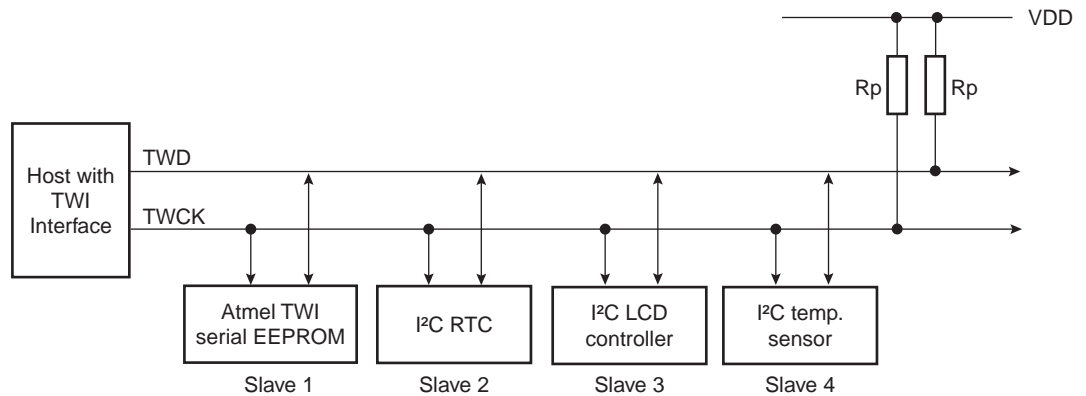 VDD
Rp
Rp
Host with
TWI
Interface
TWD
TWCK
Atmel TWI
serial EEPROM
I²C RTC
I²C LCD
controller
I²C temp.
sensor
Slave 1
Slave 2
Slave 3
Slave 4